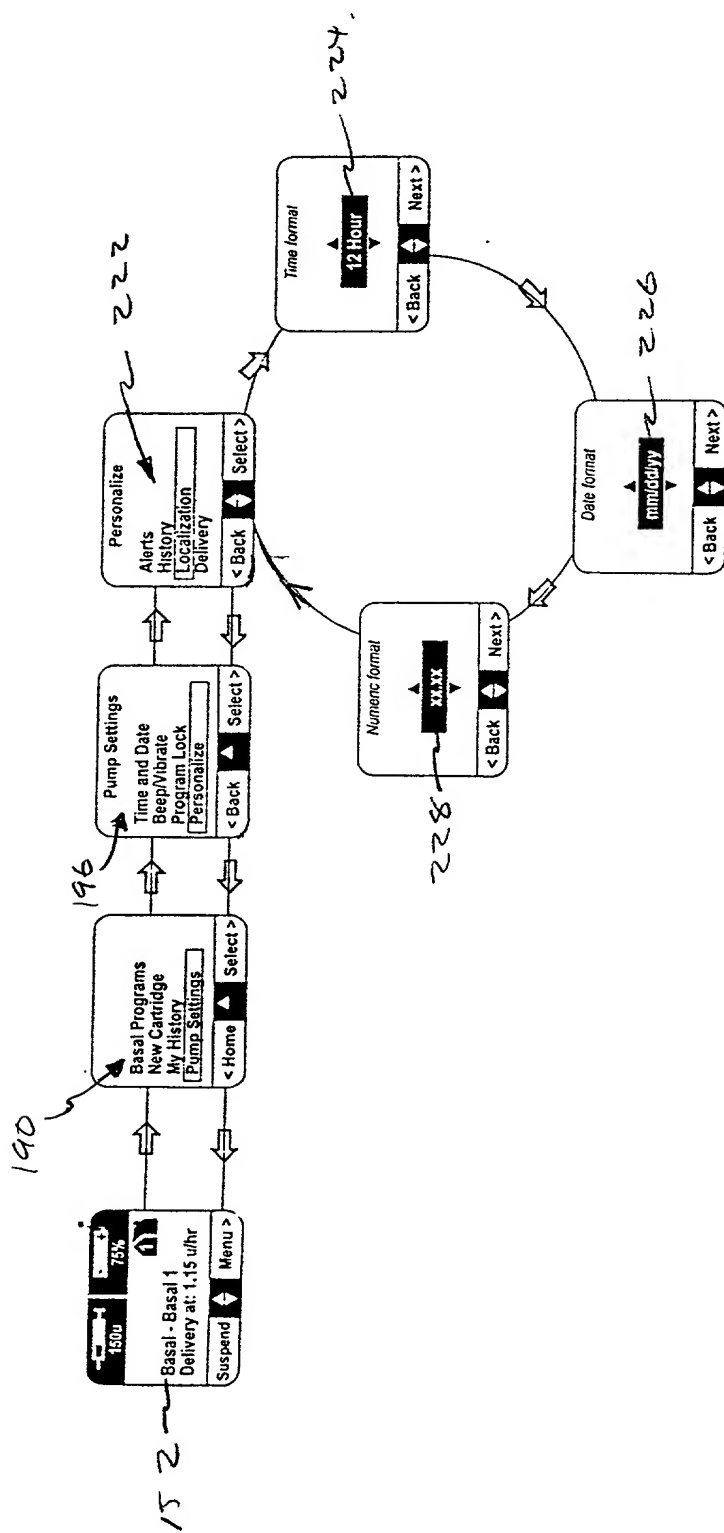 152
150u
75%
1
Basal - Basal 1
Delivery at: 1.15 u/hr
Suspend
Menu >
190
Basal Programs
New Cartridge
My History
Pump Settings
< Home
Select >
196
Pump Settings
Time and Date
Beep/Vibrate
Program Lock
Personalize
< Back
Select >
222
Personalize
Alerts
History
Localization
Delivery
< Back
Select >
224.
Time format
12 Hour
< Back
Next >
226
Date format
mm/dd/yy
< Back
Next >
228
Numeric format
xx.xx
< Back
Next >